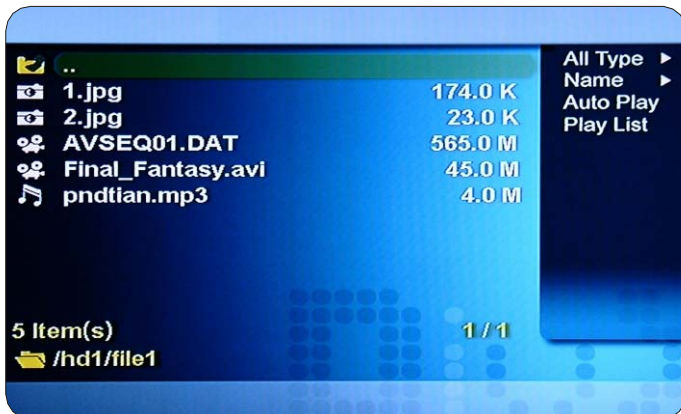 ..
1.jpg 174.0 K
2.jpg 23.0 K
AVSEQ01.DAT 565.0 M
Final_Fantasy.avi 45.0 M
pndtian.mp3 4.0 M
5 Item(s) 1 / 1
/hd1/file1
All Type
Name
Auto Play
Play List